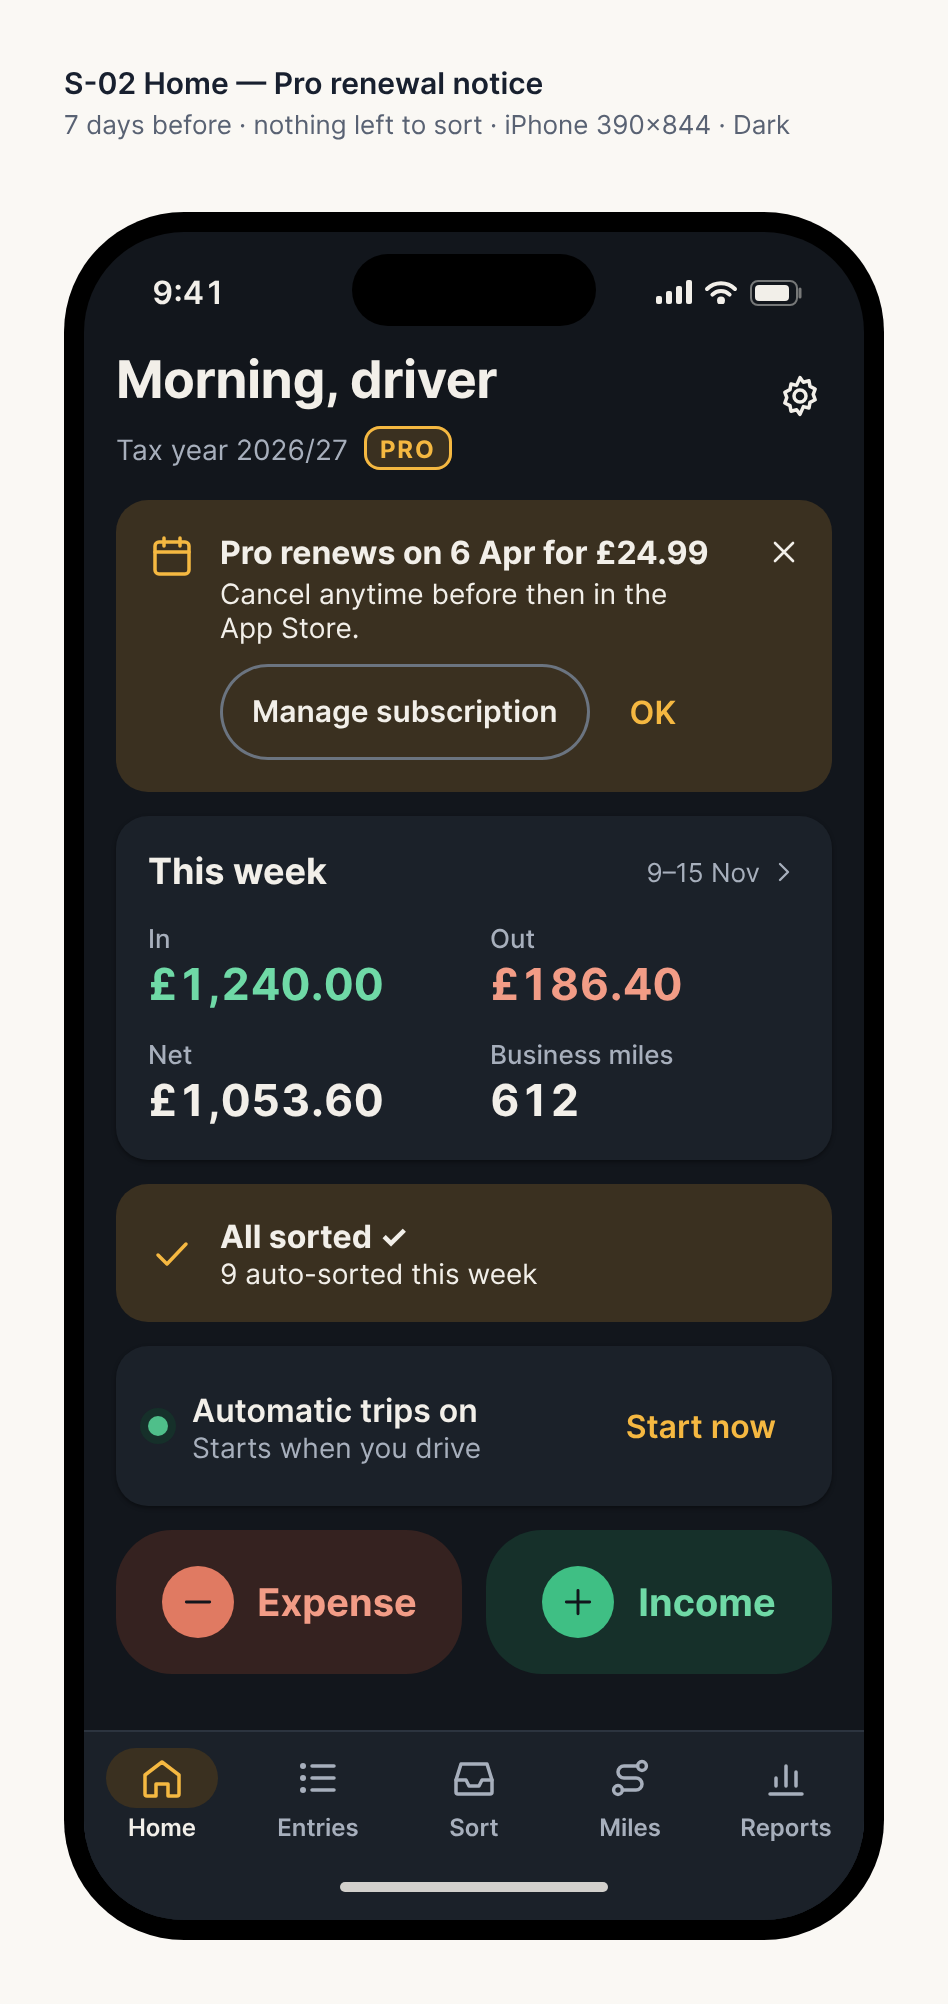 S-02 Home — Pro renewal notice
7 days before · nothing left to sort · iPhone 390×844 · Dark
9:41
Morning, driver
Tax year 2026/27 PRO
Pro renews on 6 Apr for £24.99
Cancel anytime before then in the
App Store.
Manage subscription OK
This week 9–15 Nov
In Out
£1,240.00 £186.40
Net Business miles
£1,053.60 612
All sorted ✓
9 auto-sorted this week
Automatic trips on
Starts when you drive
Start now
Expense Income
Home Entries Sort Miles Reports